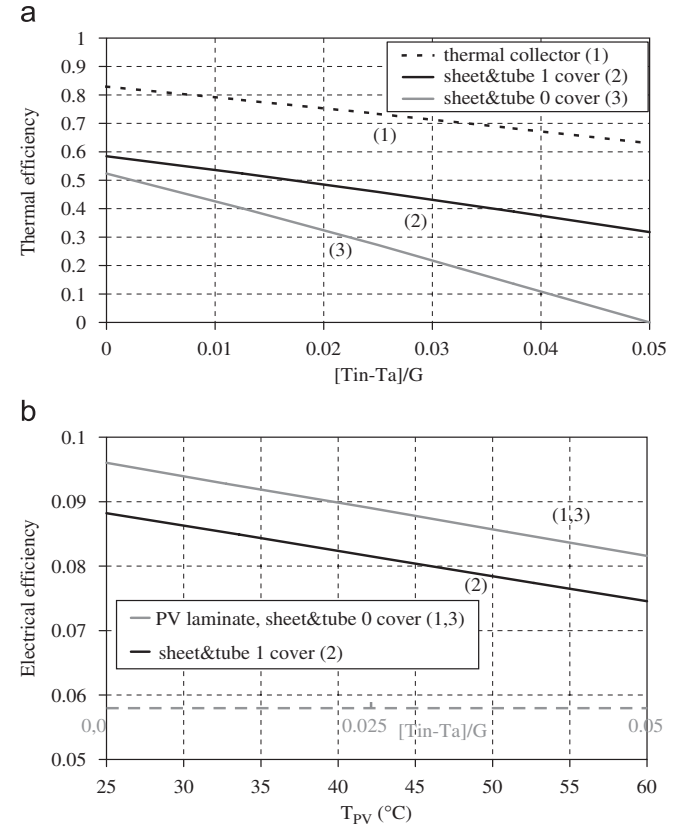 a
1
0.9
0.8
0.7
0.6
0.5
0.4
0.3
0.2
0.1
0
Thermal efficiency
thermal collector (1)
sheet&tube 1 cover (2)
sheet&tube 0 cover (3)
(1)
(2)
(3)
0 0.01 0.02 0.03 0.04 0.05
[Tin-Ta]/G
b
0.1
0.09
0.08
0.07
0.06
0.05
Electrical efficiency
(1,3)
(2)
PV laminate, sheet&tube 0 cover (1,3)
sheet&tube 1 cover (2)
0,0 0.025 [Tin-Ta]/G 0.05
25 30 35 40 45 50 55 60
T_PV (°C)